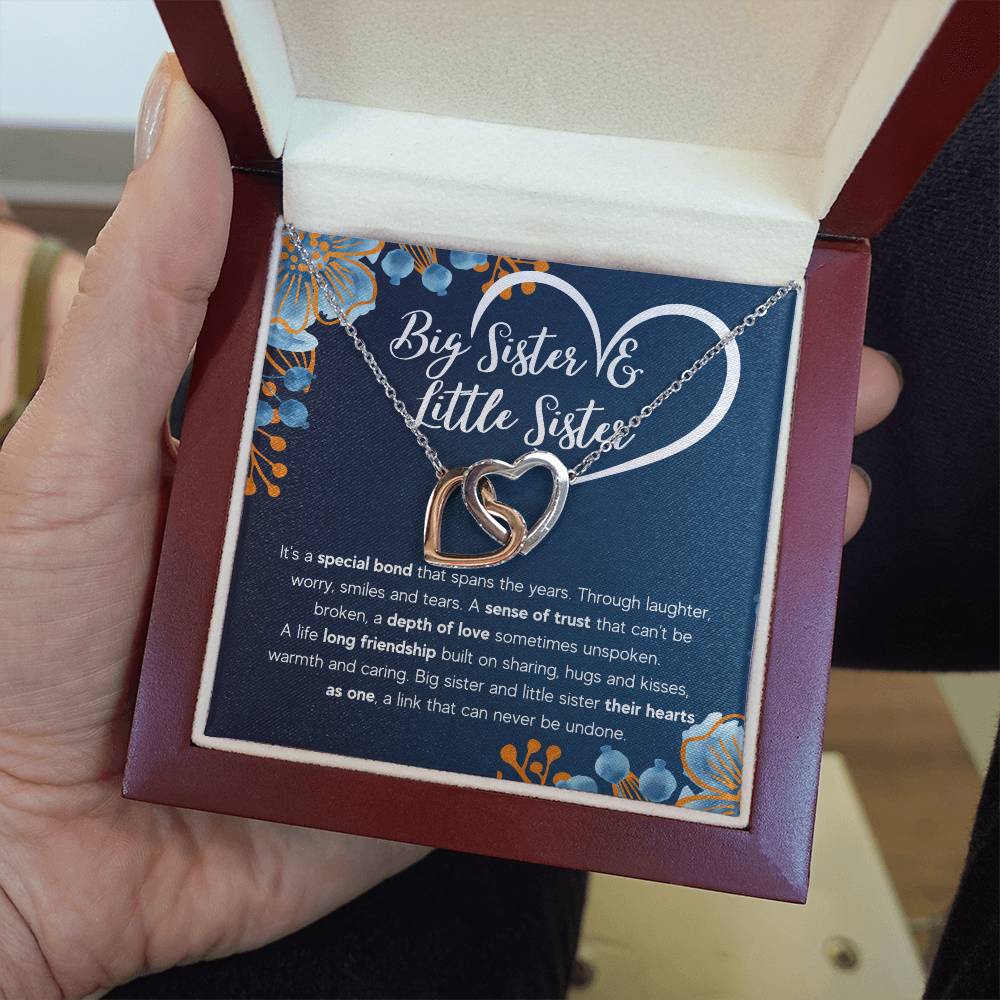 Big Sister &
Little Sister
It's a special bond that spans the years. Through laughter,
worry, smiles and tears. A sense of trust that can't be
broken, a depth of love sometimes unspoken.
A life long friendship built on sharing, hugs and kisses,
warmth and caring. Big sister and little sister their hearts
as one, a link that can never be undone.